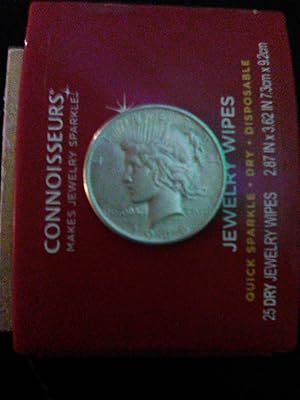 CONNOISSEURS®
MAKES JEWELRY SPARKLE!
JEWELRY WIPES
QUICK SPARKLE · DRY · DISPOSABLE
25 DRY JEWELRY WIPES 2.87 IN x 3.62 IN 7.3cm x 9.2cm